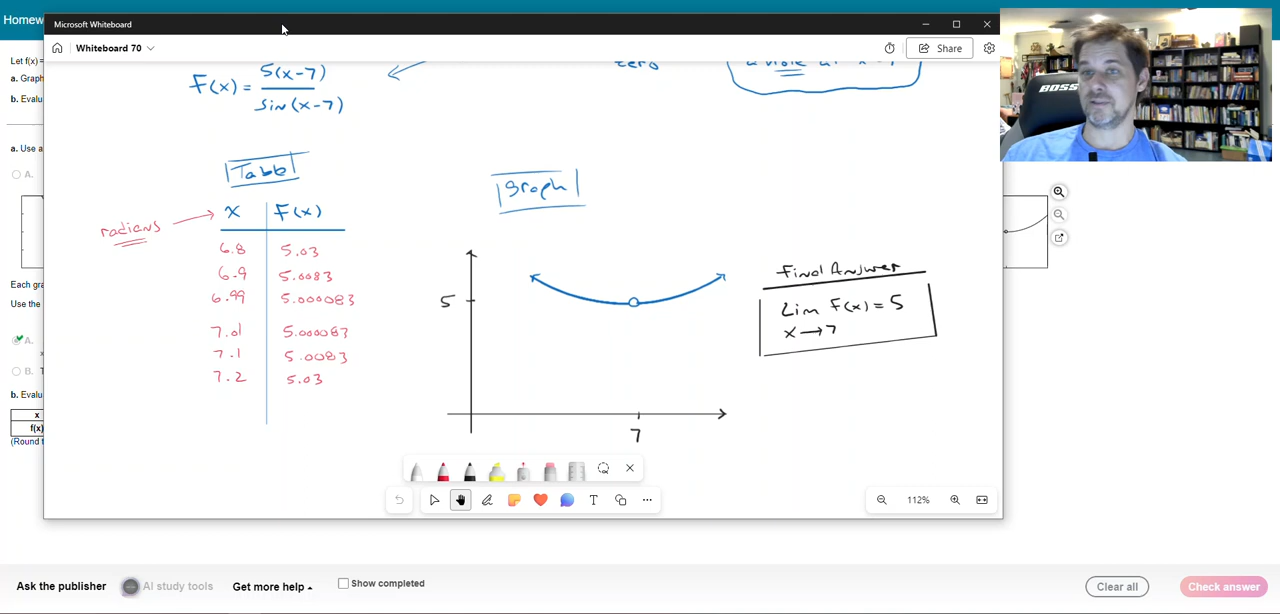 Homew
Microsoft Whiteboard
Whiteboard 70
Share
BOSS
Let f(x) =
a. Graph
b. Evalu
a. Use a
A.
Each gra
Use the
A.
B. T
b. Evalu
x
f(x)
(Round t
zero
F(x) = 5(x-7)
sin(x-7)
Table
radians
x F(x)
6.8 5.03
6.9 5.0083
6.99 5.000083
7.01 5.000083
7.1 5.0083
7.2 5.03
Graph
5
7
Final Answer
Lim F(x) = 5
x → 7
T
112%
Ask the publisher
AI study tools
Get more help
Show completed
Clear all
Check answer